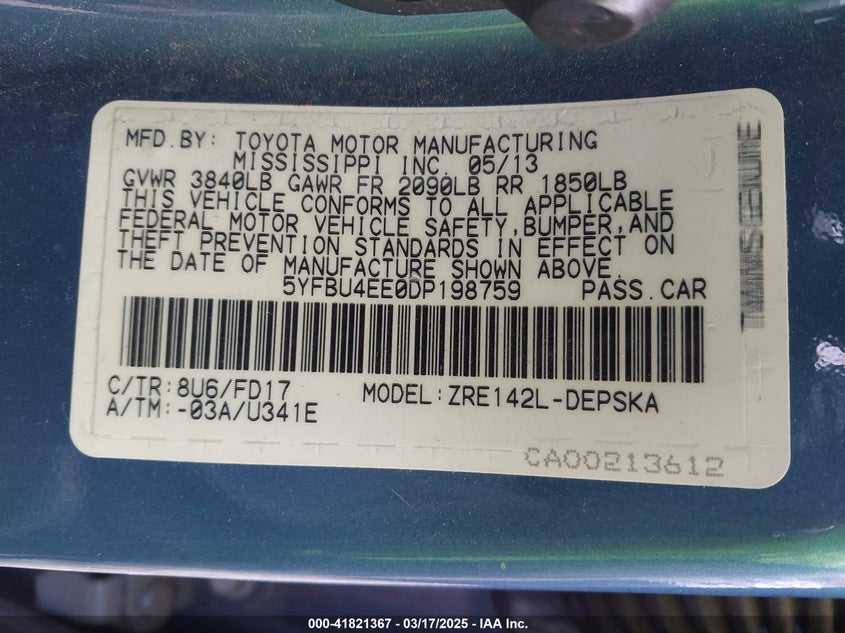 MFD.BY: TOYOTA MOTOR MANUFACTURING
MISSISSIPPI INC. 05/13
GVWR 3840LB GAWR FR 2090LB RR 1850LB
THIS VEHICLE CONFORMS TO ALL APPLICABLE
FEDERAL MOTOR VEHICLE SAFETY,BUMPER,AND
THEFT PREVENTION STANDARDS IN EFFECT ON
THE DATE OF MANUFACTURE SHOWN ABOVE.
5YFBU4EE0DP198759 PASS.CAR
C/TR:8U6/FD17 MODEL:ZRE142L-DEPSKA
A/TM:-03A/U341E
CA00213612
000-41821367 - 03/17/2025 - IAA Inc.